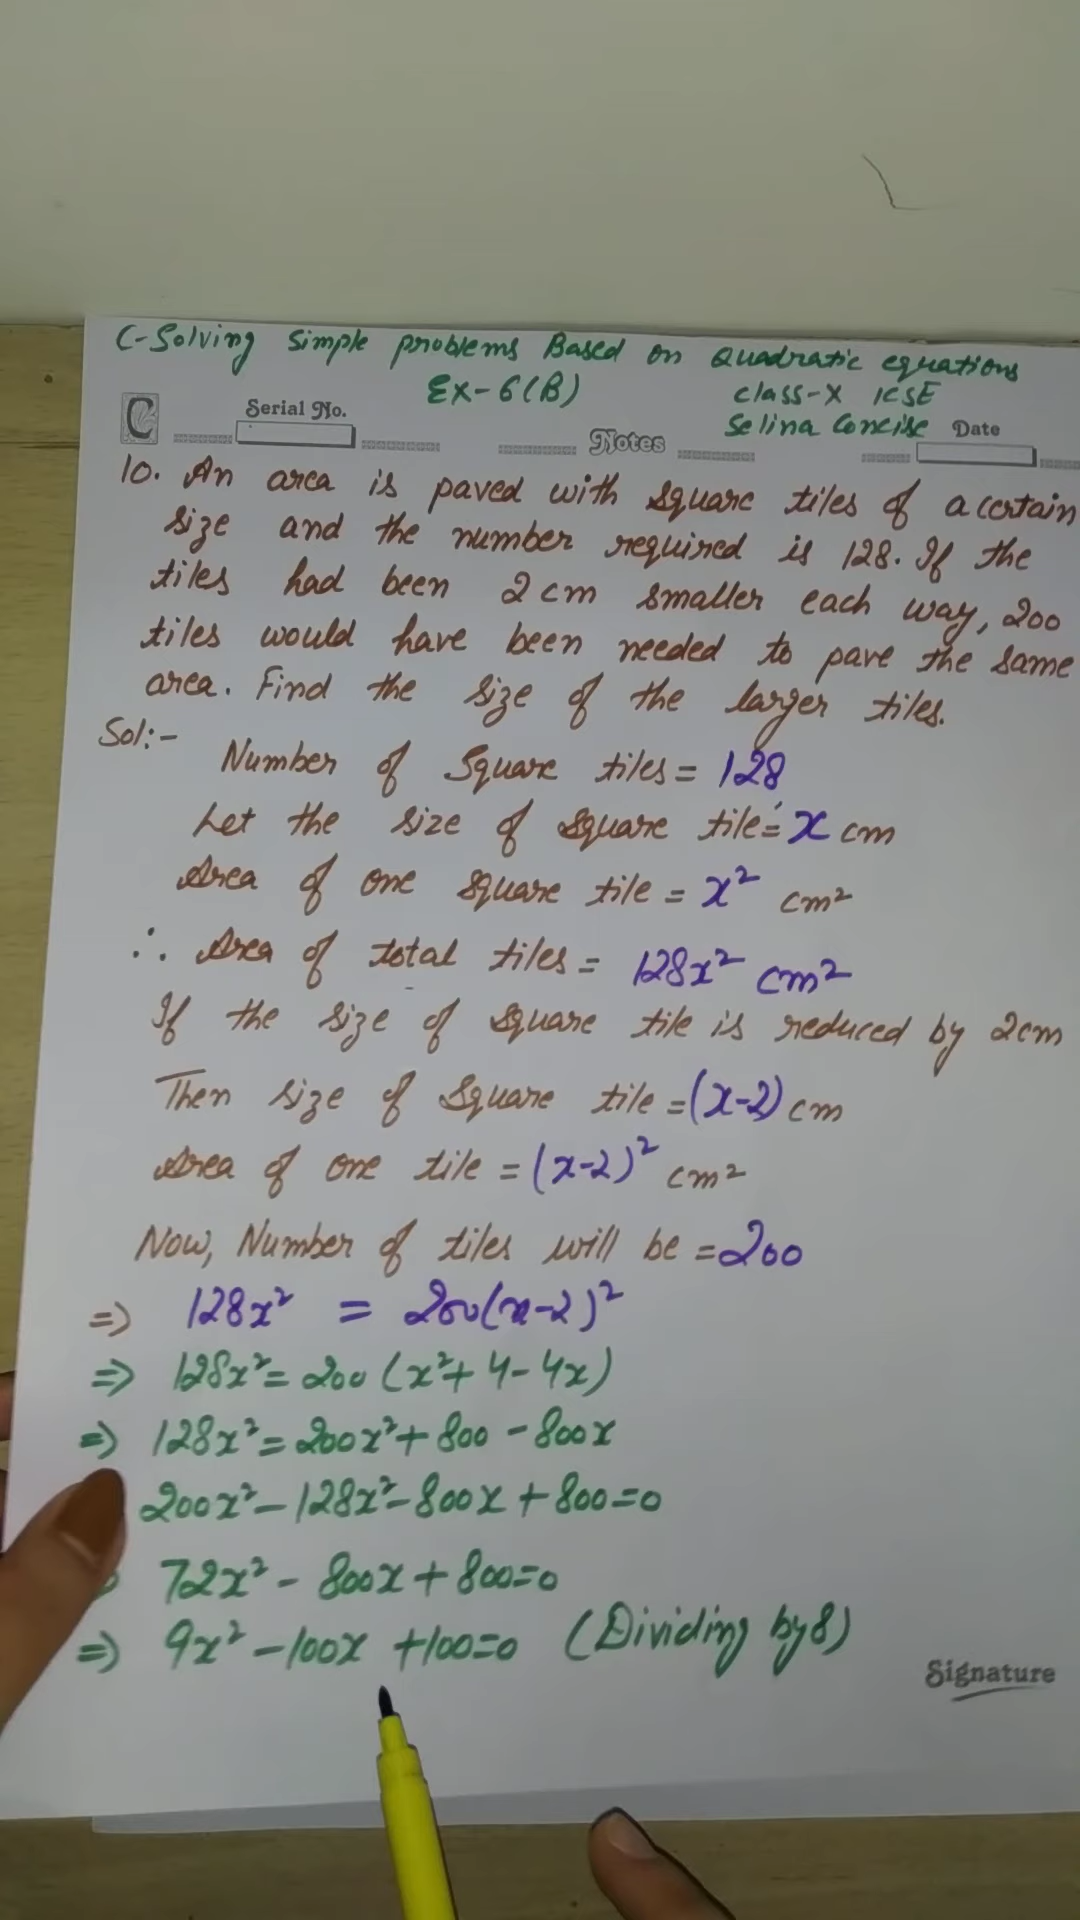 C-Solving Simple problems Based on Quadratic equations
Ex-6(B) Class-X ICSE
Selina Concise
C Serial No. Notes Date
10. An area is paved with square tiles of a certain
size and the number required is 128. If the
tiles had been 2 cm smaller each way, 200
tiles would have been needed to pave the same
area. Find the size of the larger tiles.
Sol:-
Number of Square tiles = 128
Let the size of square tile = x cm
Area of one square tile = x² cm²
∴ Area of total tiles = 128x² cm²
If the size of square tile is reduced by 2cm
Then size of square tile = (x-2) cm
Area of one tile = (x-2)² cm²
Now, Number of tiles will be = 200
⇒ 128x² = 200(x-2)²
⇒ 128x² = 200 (x²+ 4 - 4x)
⇒ 128x² = 200x² + 800 - 800x
200x² - 128x² - 800x + 800 = 0
72x² - 800x + 800 = 0
⇒ 9x² - 100x + 100 = 0 (Dividing by 8)
Signature